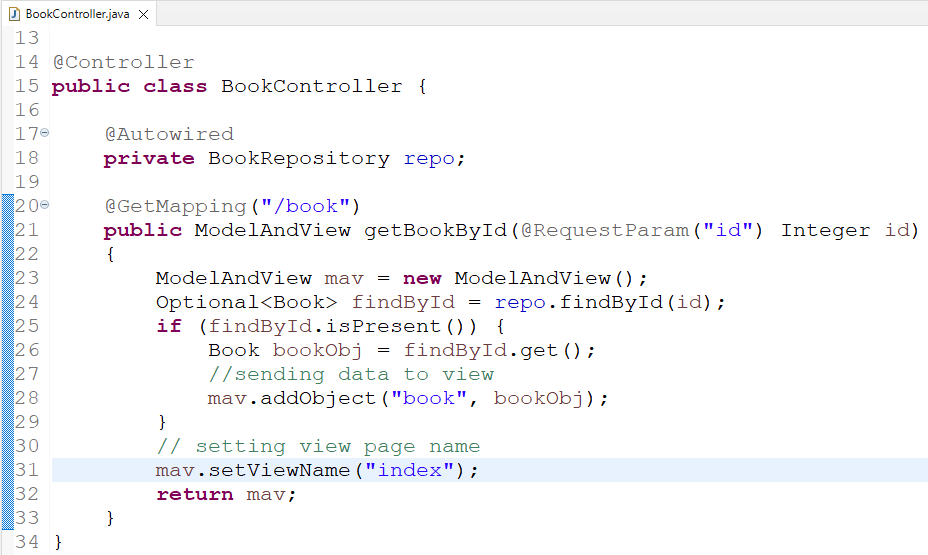 BookController.java
13
14 @Controller
15 public class BookController {
16
17     @Autowired
18     private BookRepository repo;
19
20     @GetMapping("/book")
21     public ModelAndView getBookById(@RequestParam("id") Integer id)
22     {
23         ModelAndView mav = new ModelAndView();
24         Optional<Book> findById = repo.findById(id);
25         if (findById.isPresent()) {
26             Book bookObj = findById.get();
27             //sending data to view
28             mav.addObject("book", bookObj);
29         }
30         // setting view page name
31         mav.setViewName("index");
32         return mav;
33     }
34 }